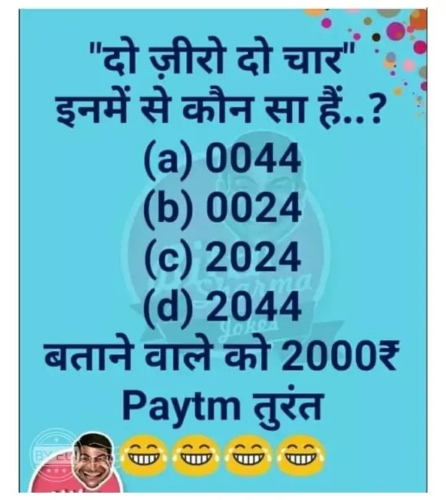 "दो ज़ीरो दो चार"
इनमें से कौन सा हैं..?
(a) 0044
(b) 0024
(c) 2024
(d) 2044
बताने वाले को 2000₹
Paytm तुरंत